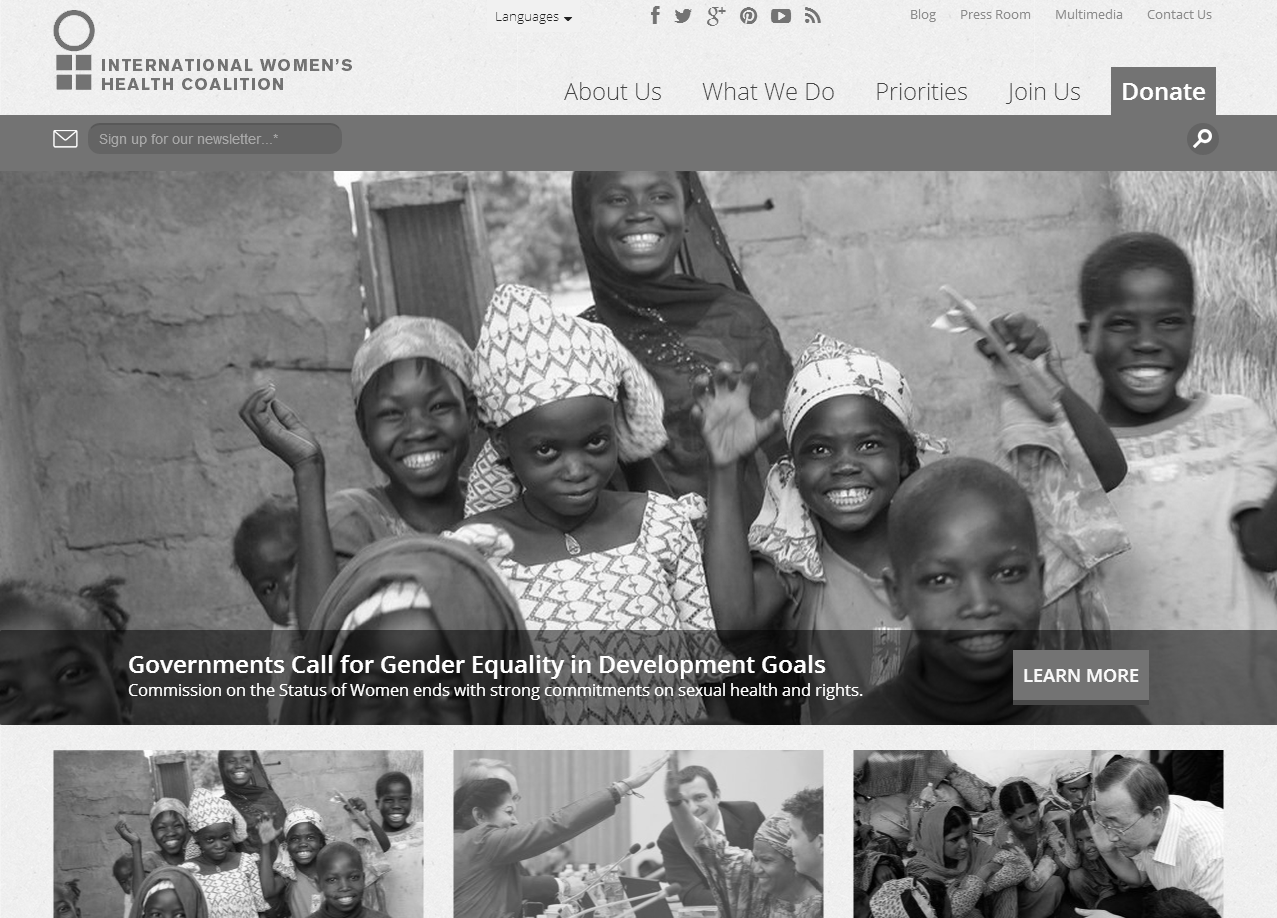 Languages
Blog
Press Room
Multimedia
Contact Us
INTERNATIONAL WOMEN'S
HEALTH COALITION
About Us
What We Do
Priorities
Join Us
Donate
Sign up for our newsletter...*
Governments Call for Gender Equality in Development Goals
Commission on the Status of Women ends with strong commitments on sexual health and rights.
LEARN MORE